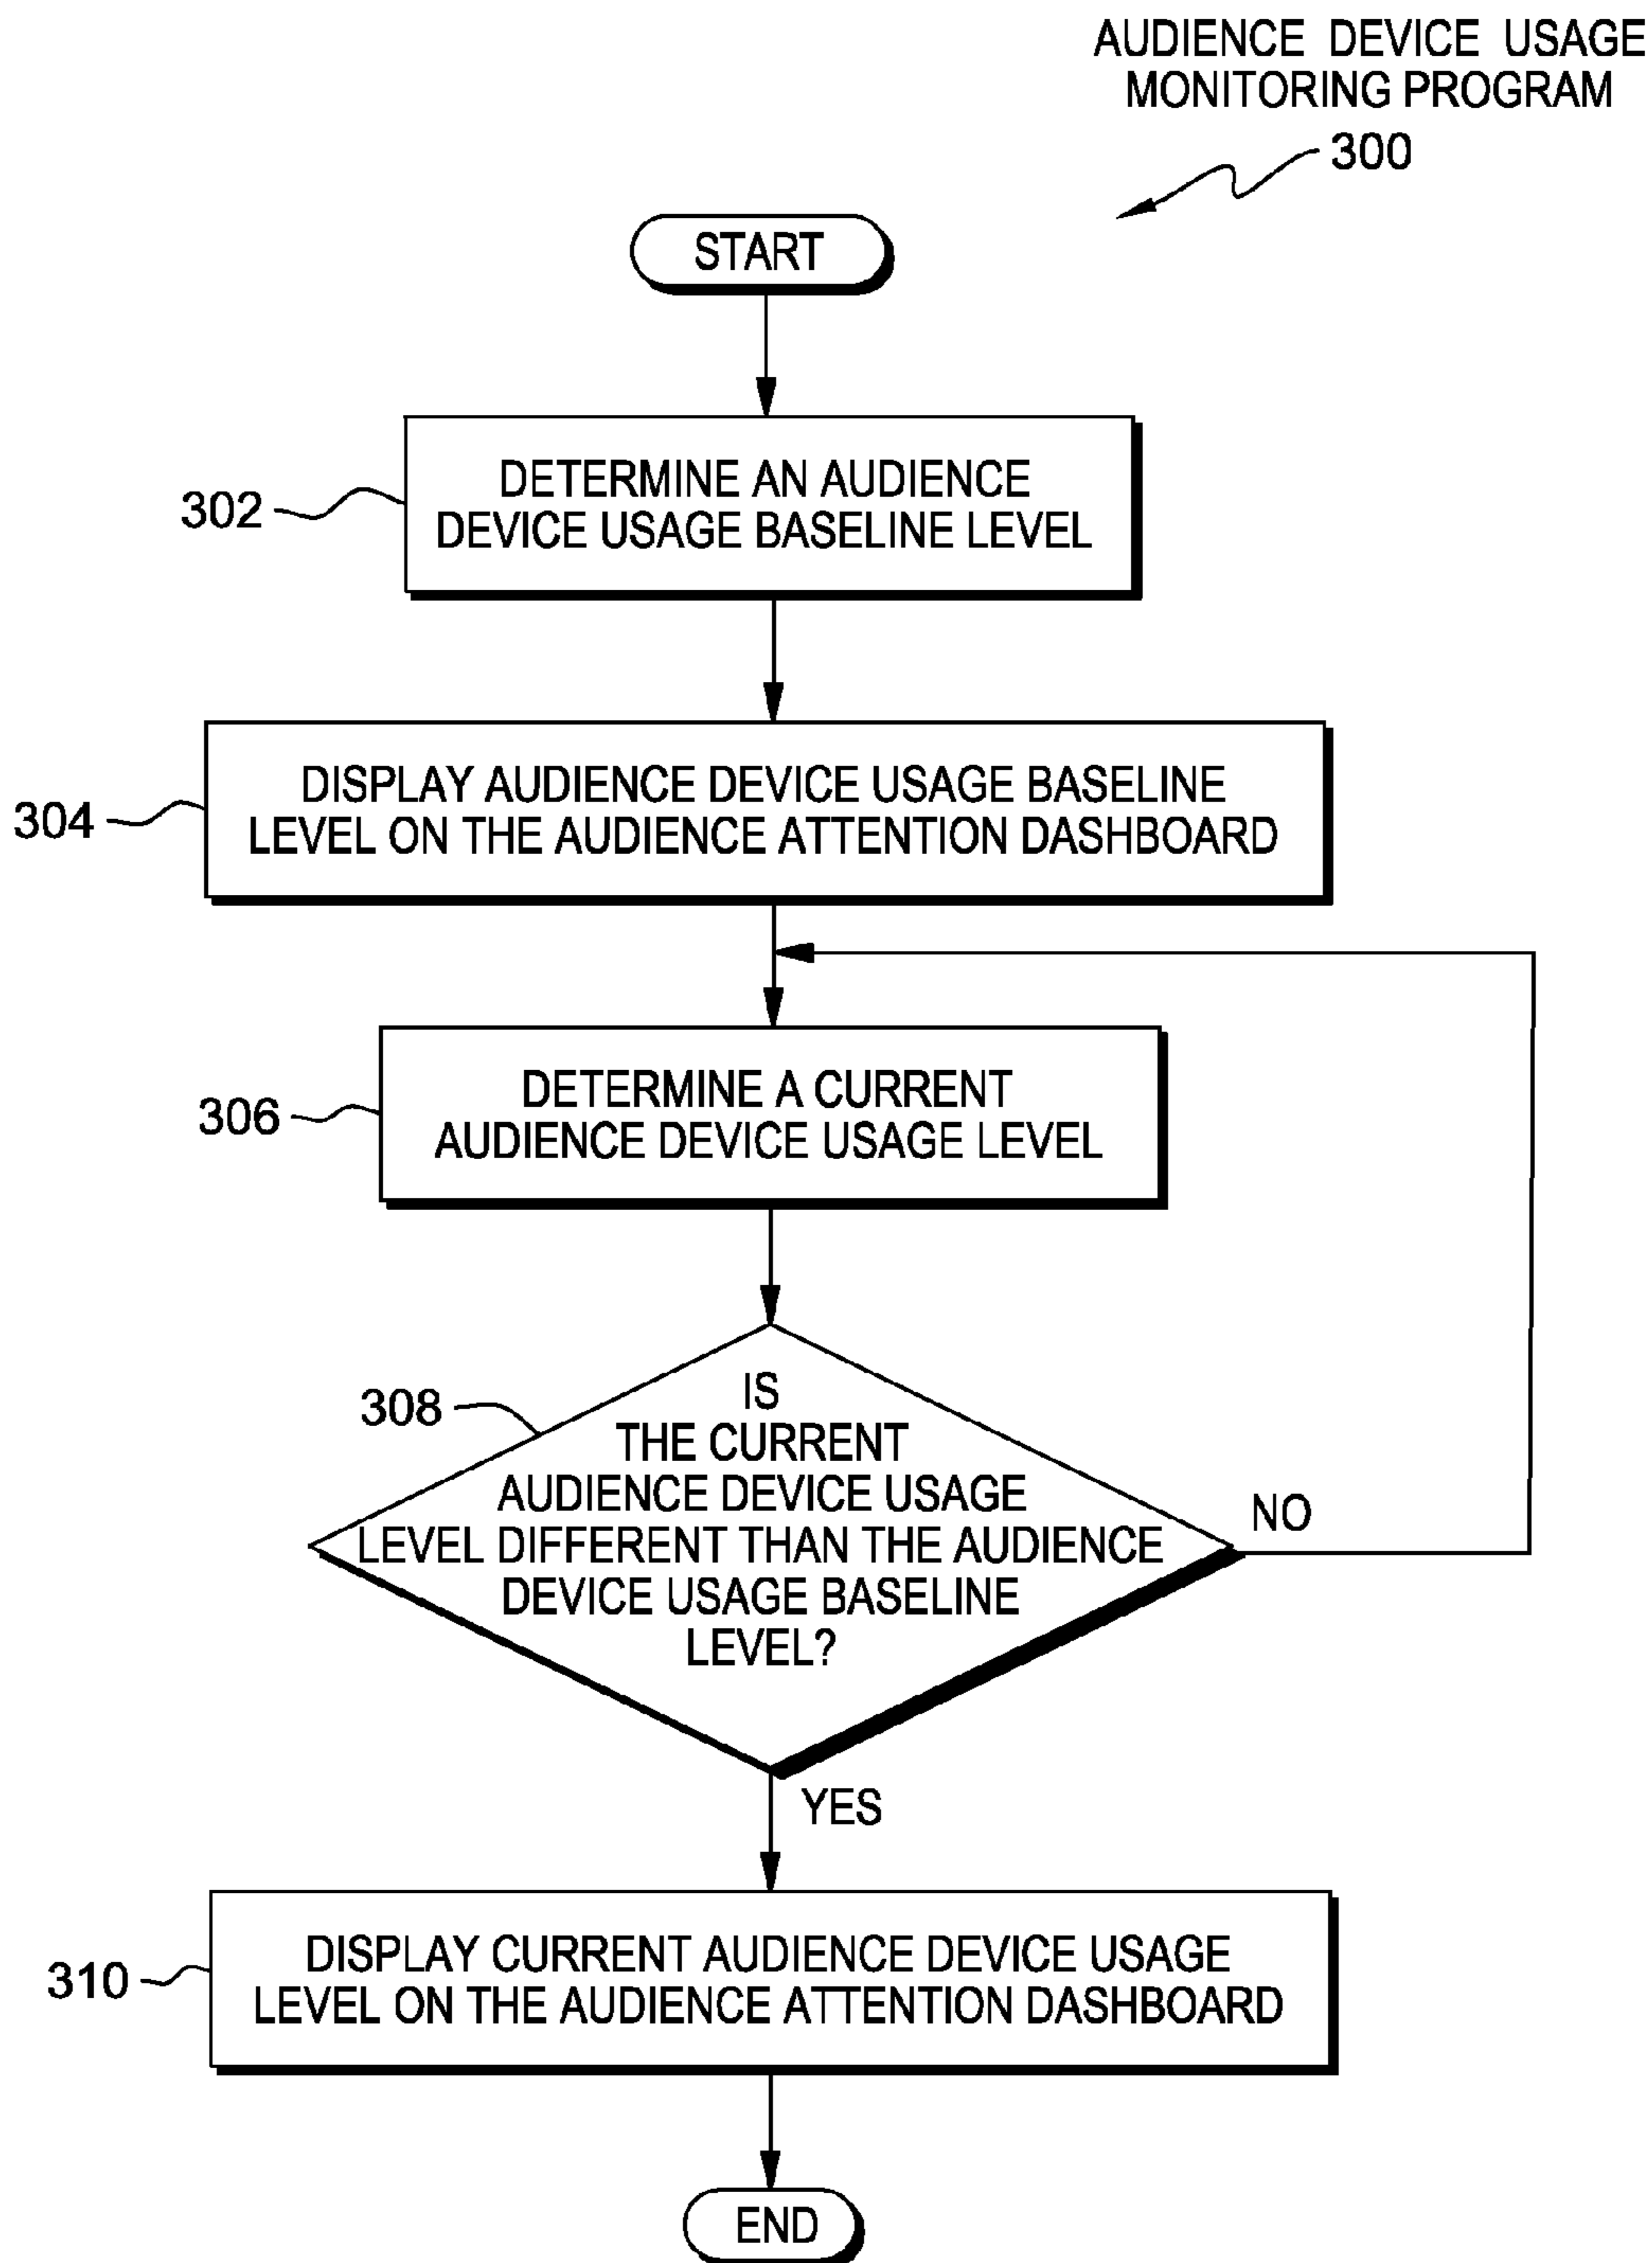 AUDIENCE DEVICE USAGE
MONITORING PROGRAM
300
START
302
DETERMINE AN AUDIENCE
DEVICE USAGE BASELINE LEVEL
304
DISPLAY AUDIENCE DEVICE USAGE BASELINE
LEVEL ON THE AUDIENCE ATTENTION DASHBOARD
306
DETERMINE A CURRENT
AUDIENCE DEVICE USAGE LEVEL
308
IS
THE CURRENT
AUDIENCE DEVICE USAGE
LEVEL DIFFERENT THAN THE AUDIENCE
DEVICE USAGE BASELINE
LEVEL?
NO
YES
310
DISPLAY CURRENT AUDIENCE DEVICE USAGE
LEVEL ON THE AUDIENCE ATTENTION DASHBOARD
END